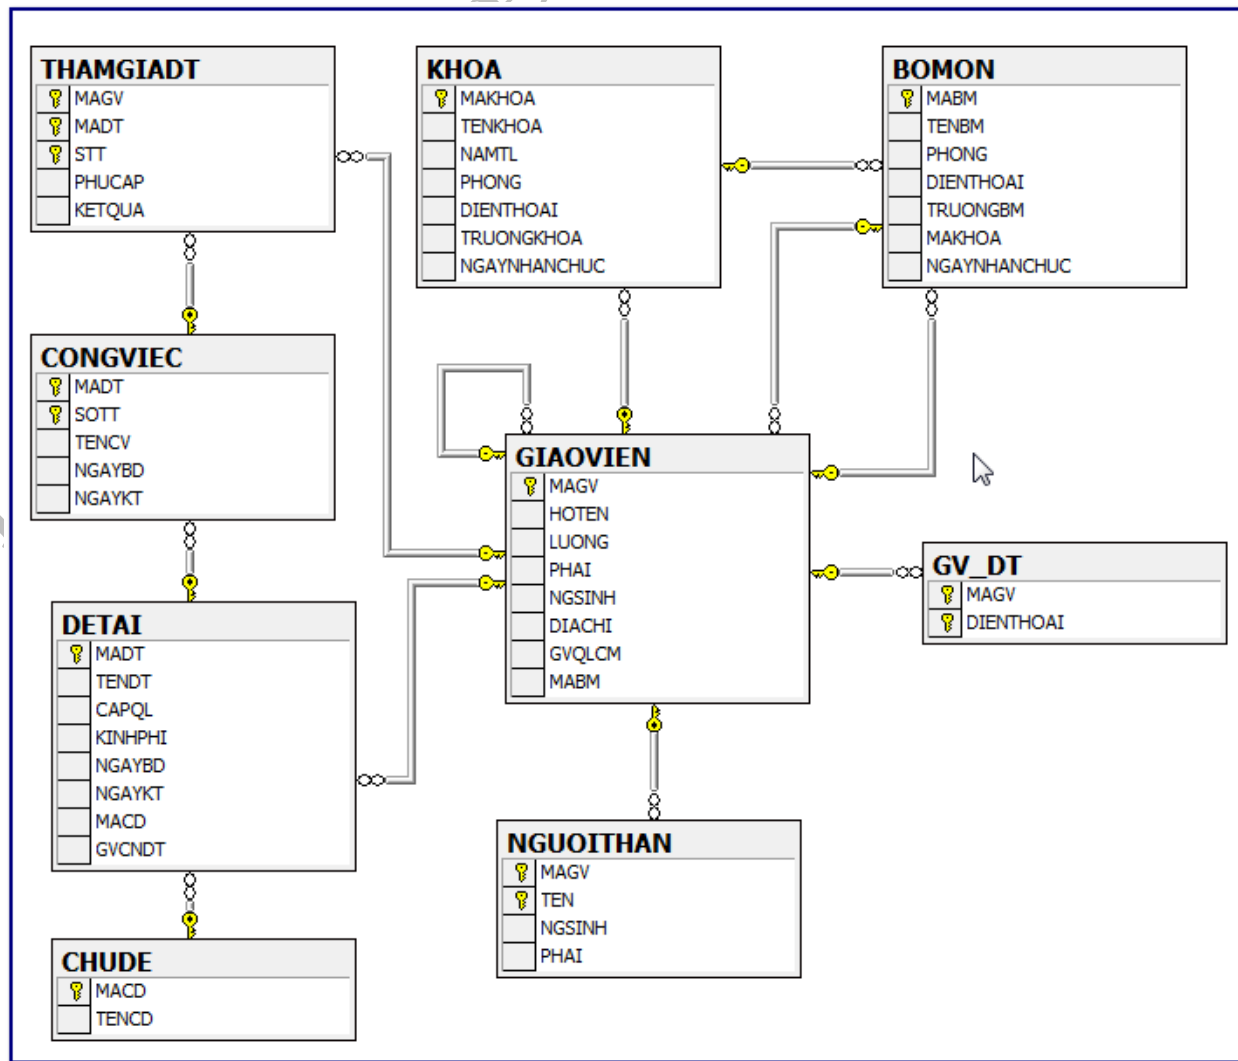 THAMGIADT
MAGV
MADT
STT
PHUCAP
KETQUA
KHOA
MAKHOA
TENKHOA
NAMTL
PHONG
DIENTHOAI
TRUONGKHOA
NGAYNHANCHUC
BOMON
MABM
TENBM
PHONG
DIENTHOAI
TRUONGBM
MAKHOA
NGAYNHANCHUC
CONGVIEC
MADT
SOTT
TENCV
NGAYBD
NGAYKT
GIAOVIEN
MAGV
HOTEN
LUONG
PHAI
NGSINH
DIACHI
GVQLCM
MABM
GV_DT
MAGV
DIENTHOAI
DETAI
MADT
TENDT
CAPQL
KINHPHI
NGAYBD
NGAYKT
MACD
GVCNDT
NGUOITHAN
MAGV
TEN
NGSINH
PHAI
CHUDE
MACD
TENCD